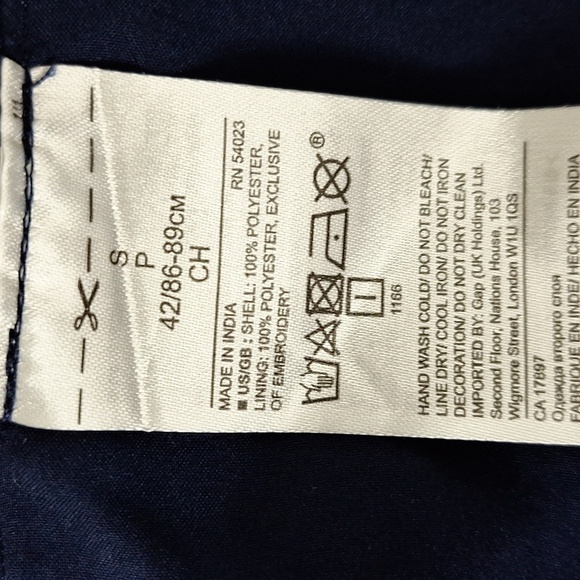 S
P
42/86-89CM
CH
MADE IN INDIA RN 54023
■ US/GB : SHELL: 100% POLYESTER,
LINING: 100% POLYESTER, EXCLUSIVE
OF EMBROIDERY
®
1166
HAND WASH COLD/ DO NOT BLEACH/
LINE DRY/ COOL IRON/ DO NOT IRON
DECORATION/ DO NOT DRY CLEAN
IMPORTED BY: Gap (UK Holdings) Ltd.
Second Floor, Nations House, 103
Wigmore Street, London W1U 1QS
CA 17697
Одежда второго слоя
FABRIQUÉ EN INDE/ HECHO EN INDIA